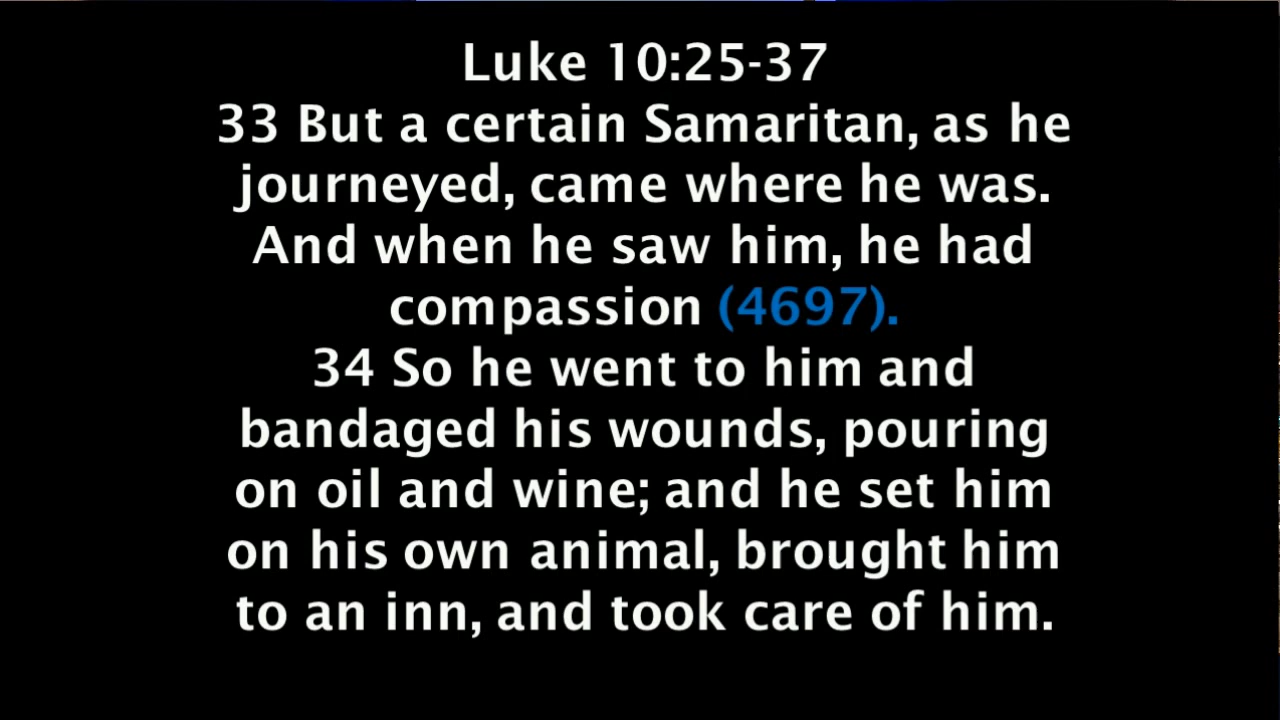 Luke 10:25-37
33 But a certain Samaritan, as he
journeyed, came where he was.
And when he saw him, he had
compassion (4697).
34 So he went to him and
bandaged his wounds, pouring
on oil and wine; and he set him
on his own animal, brought him
to an inn, and took care of him.